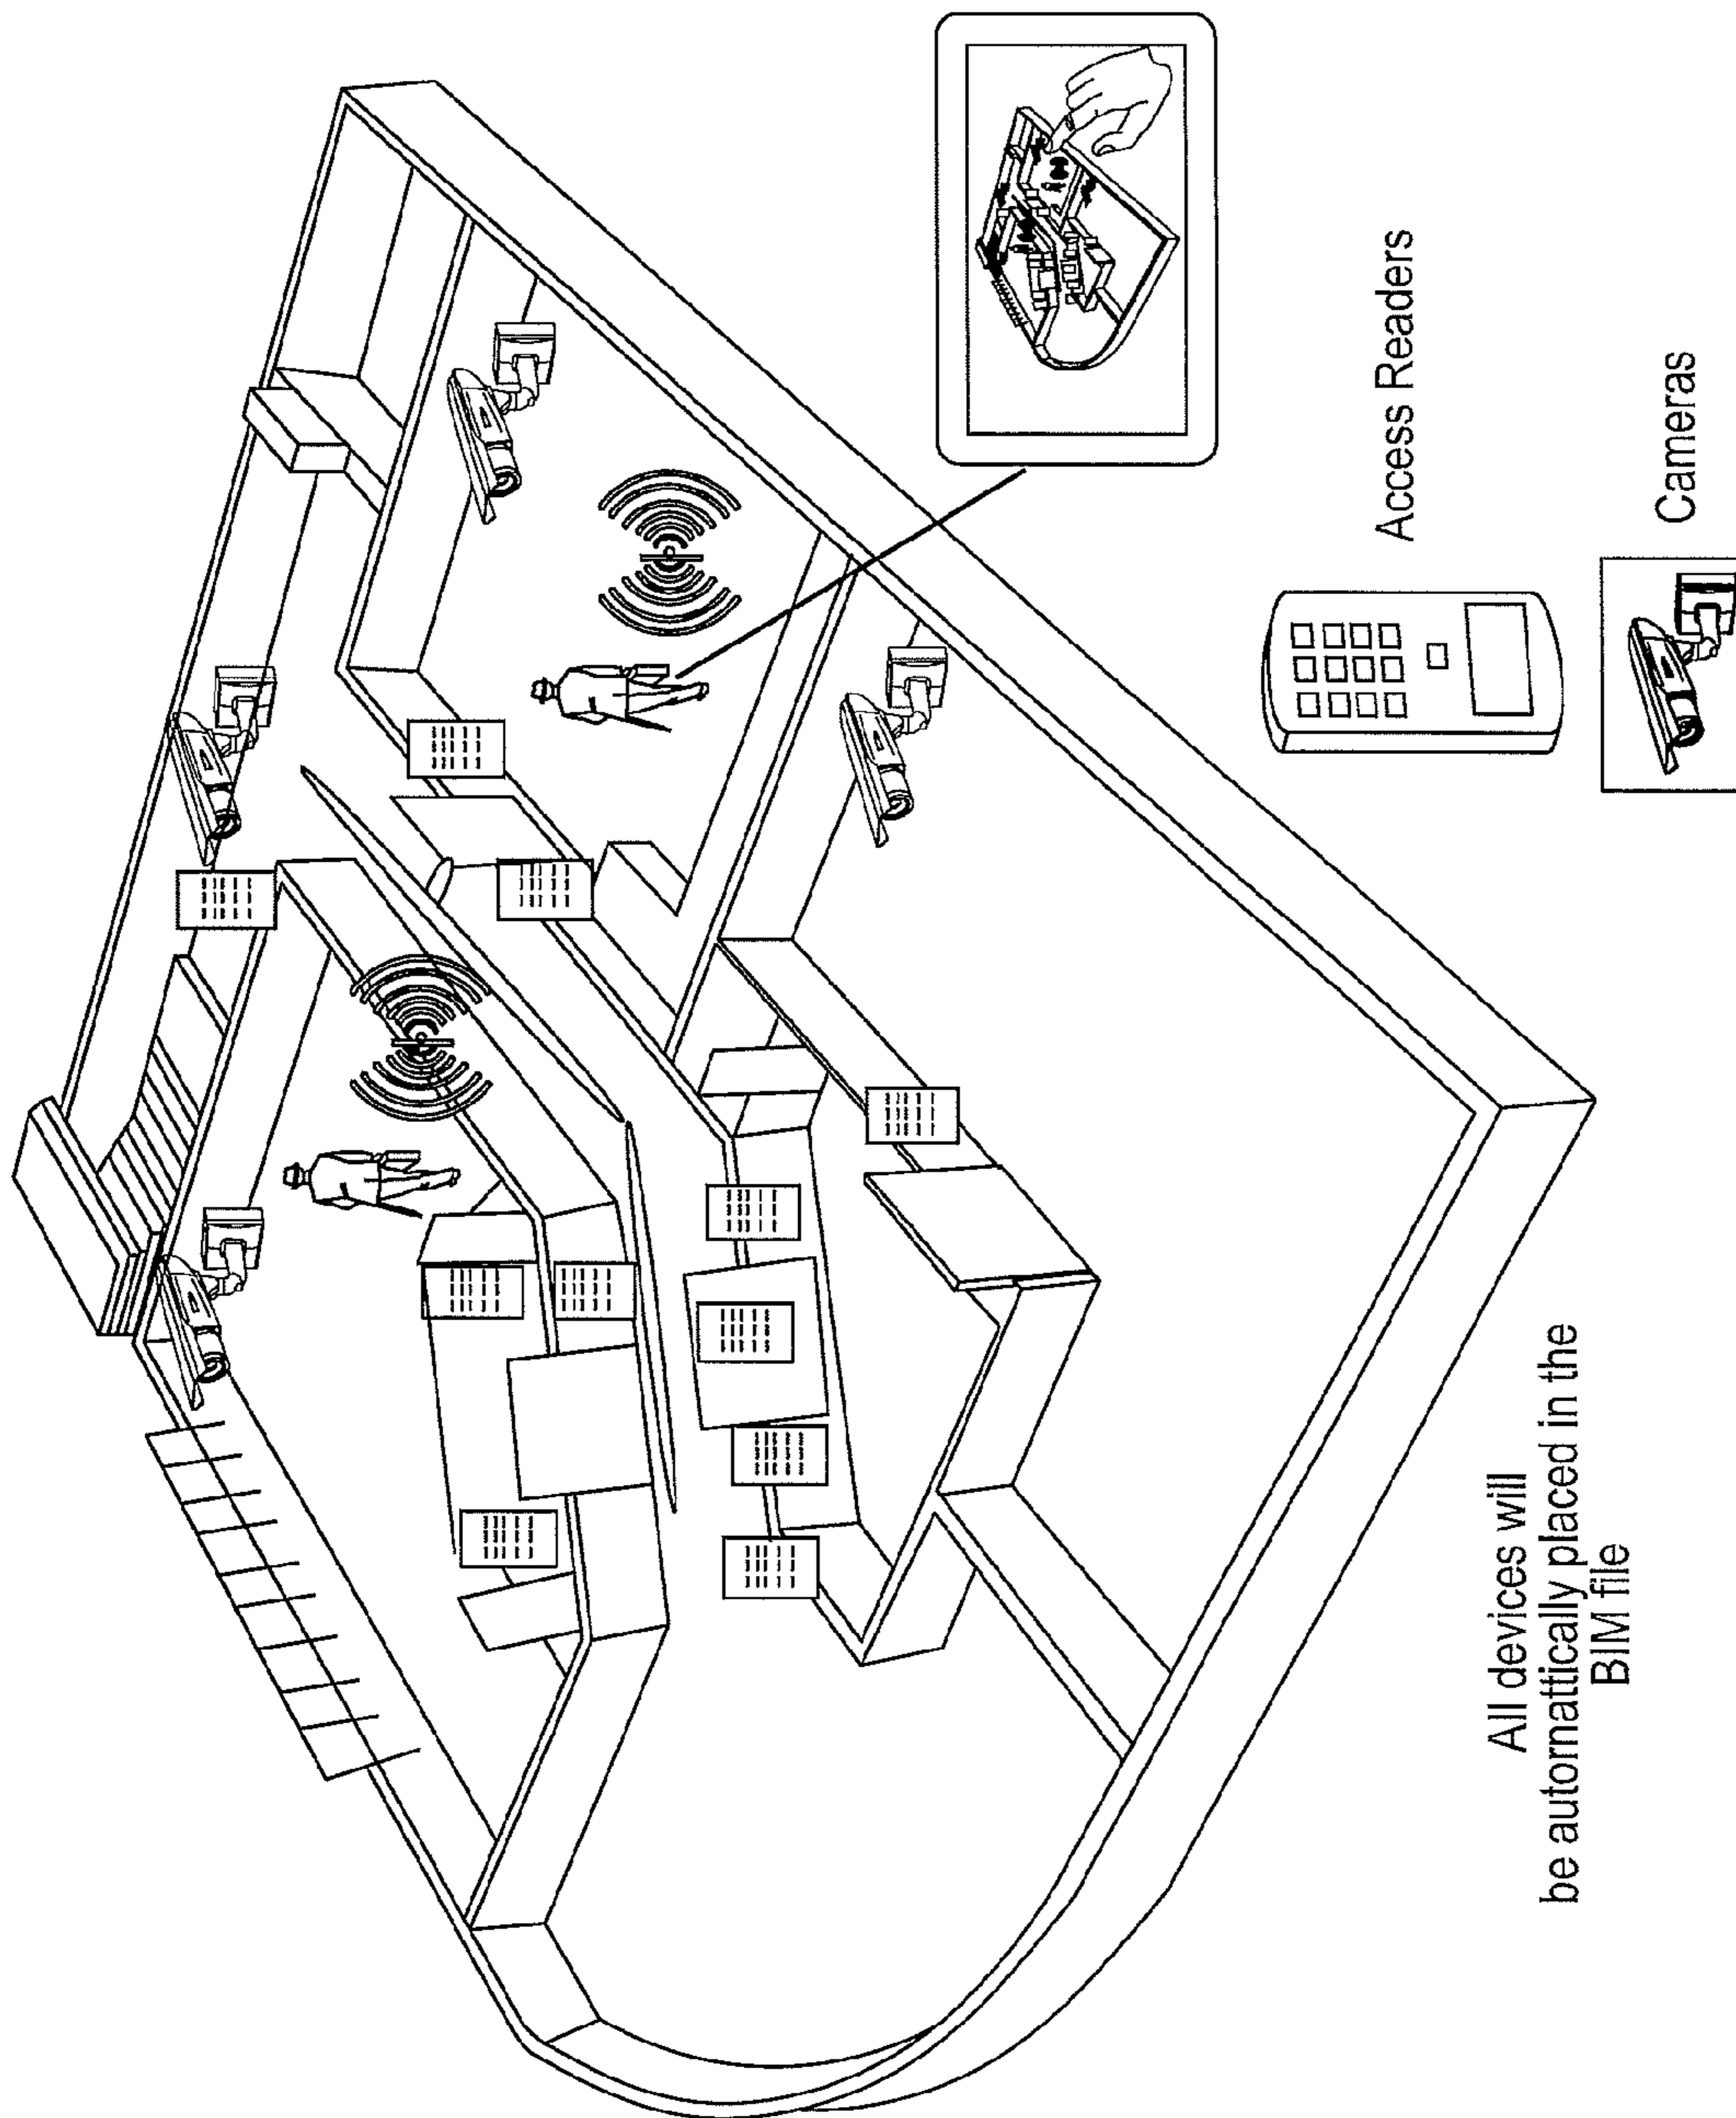 Access Readers
Cameras
All devices will
be automattically placed in the
BIM file